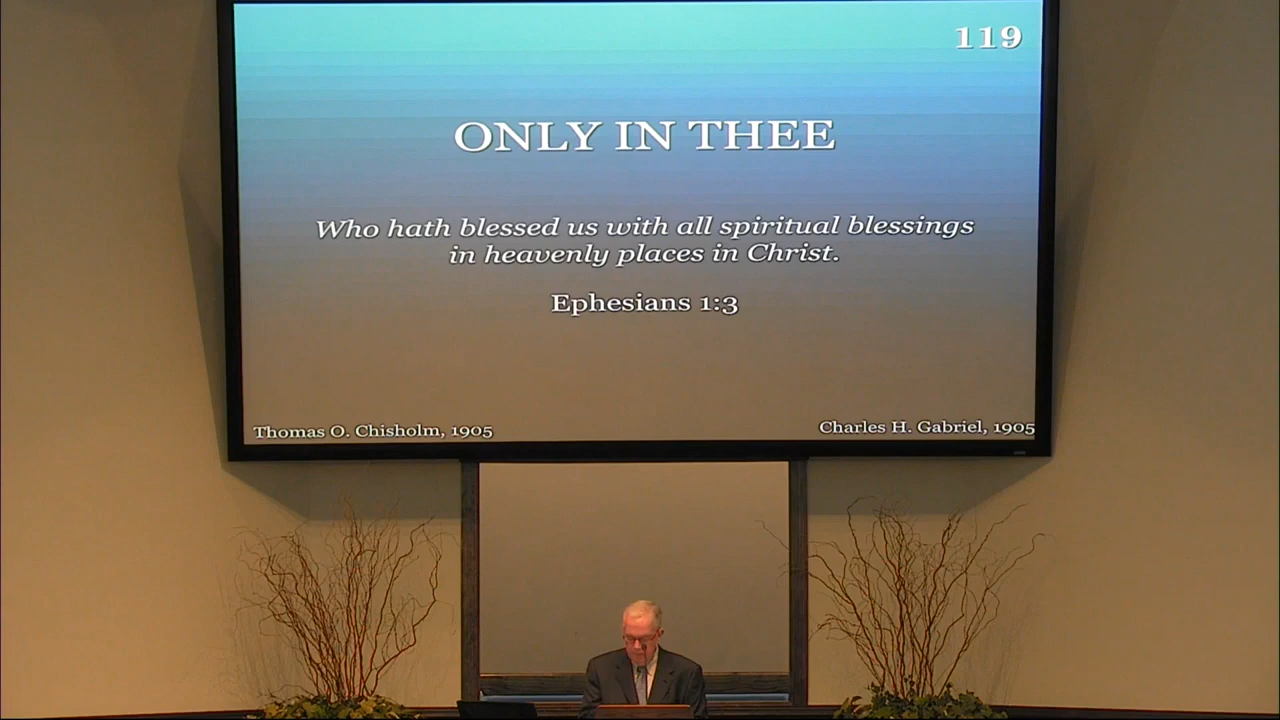 119
ONLY IN THEE
Who hath blessed us with all spiritual blessings
in heavenly places in Christ.
Ephesians 1:3
Thomas O. Chisholm, 1905
Charles H. Gabriel, 1905